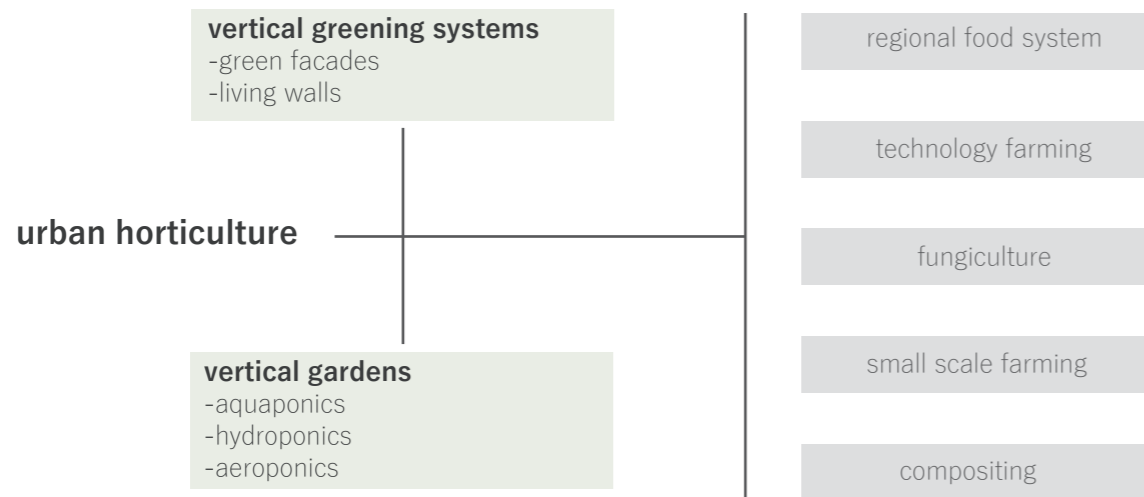 vertical greening systems
-green facades
-living walls
urban horticulture
vertical gardens
-aquaponics
-hydroponics
-aeroponics
regional food system
technology farming
fungiculture
small scale farming
compositing